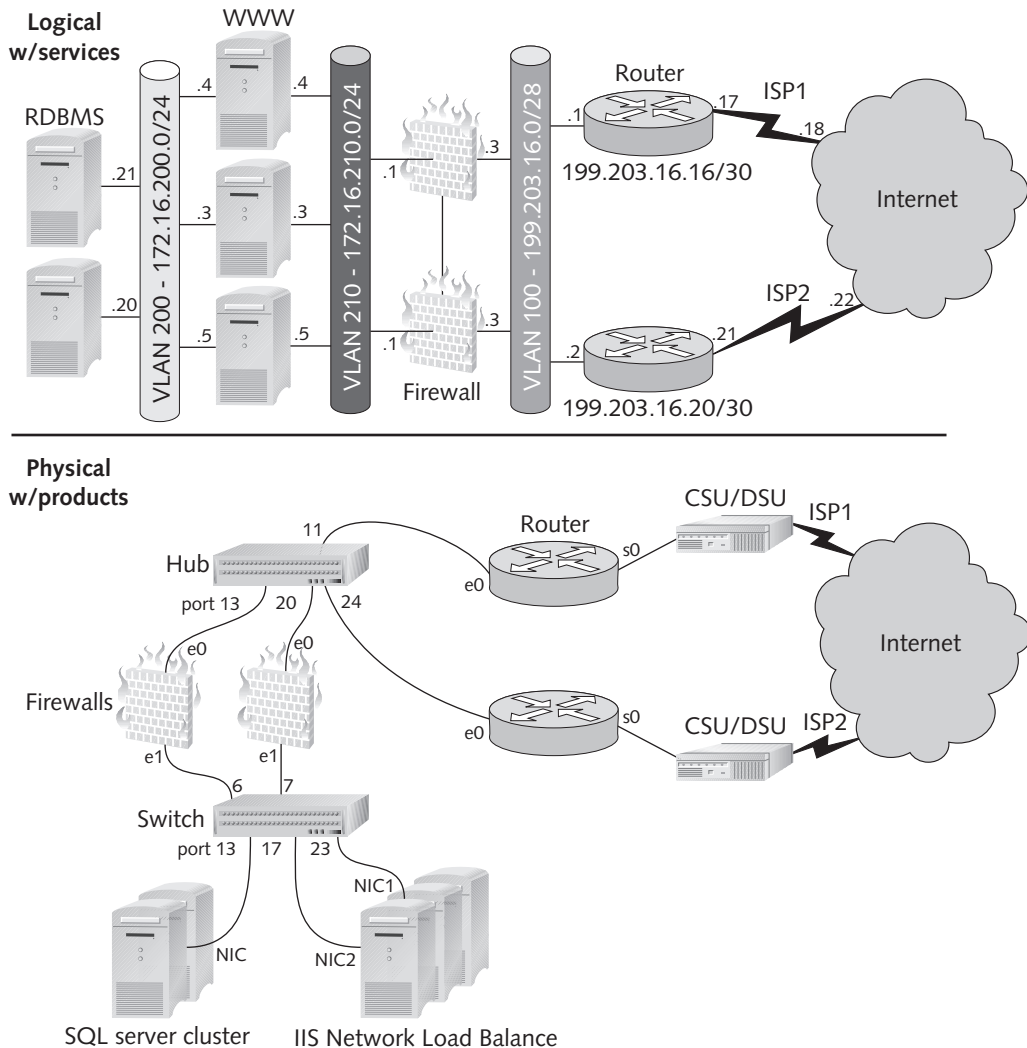 Logical
w/services
WWW
RDBMS
.21
.20
VLAN 200 - 172.16.200.0/24
.4
.3
.5
.4
.3
.5
VLAN 210 - 172.16.210.0/24
.1
.3
.1
.3
Firewall
VLAN 100 - 199.203.16.0/28
Router
.1
.17
ISP1
.18
199.203.16.16/30
Internet
ISP2
.22
.2
.21
199.203.16.20/30
Physical
w/products
CSU/DSU
ISP1
Router
11
s0
Hub
e0
port 13
20
24
e0
e0
Internet
Firewalls
e0
s0
CSU/DSU
ISP2
e1
e1
6
7
Switch
port 13
17
23
NIC1
NIC
NIC2
SQL server cluster
IIS Network Load Balance